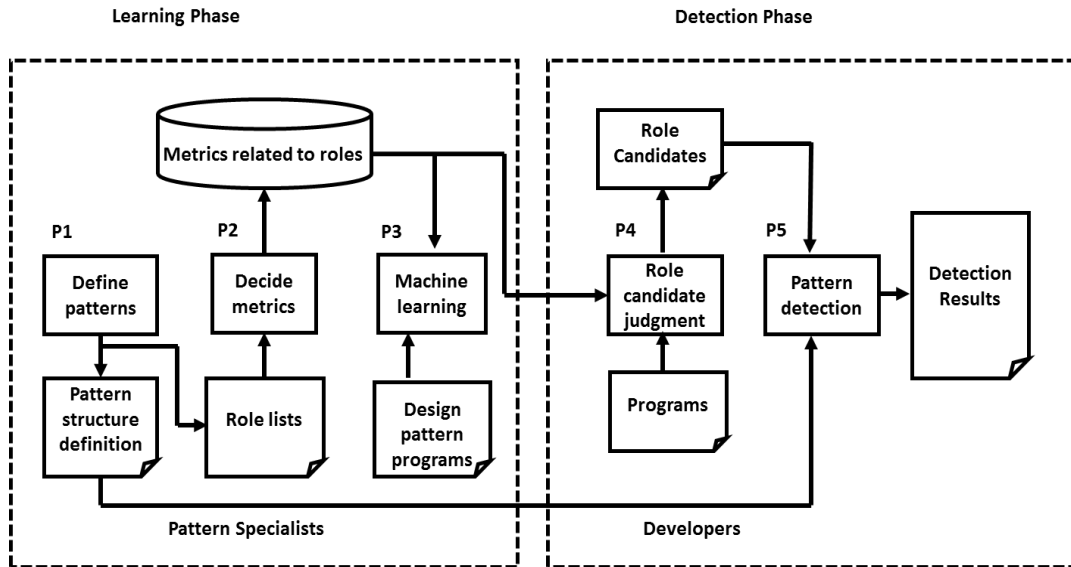 Learning Phase
Detection Phase
Metrics related to roles
Role
Candidates
P1
P2
P3
P4
P5
Define
patterns
Decide
metrics
Machine
learning
Role
candidate
judgment
Pattern
detection
Detection
Results
Pattern
structure
definition
Role lists
Design
pattern
programs
Programs
Pattern Specialists
Developers